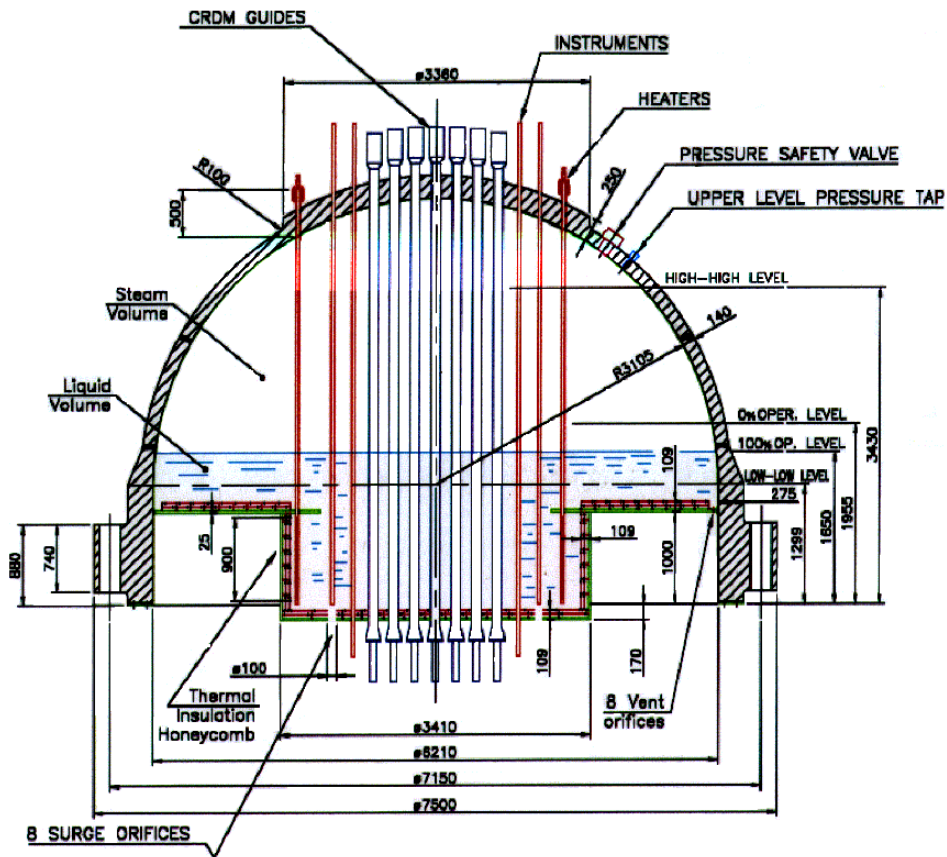 CRDM GUIDES
INSTRUMENTS
ø3360
HEATERS
PRESSURE SAFETY VALVE
R100
250
500
UPPER LEVEL PRESSURE TAP
HIGH-HIGH LEVEL
Steam
Volume
140
R3105
Liquid
Volume
0% OPER. LEVEL
100% OP. LEVEL
3430
109
LOW-LOW LEVEL
275
25
880
740
900
109
1000
1299
1650
1955
ø100
109
170
Thermal
Insulation
Honeycomb
8 Vent
orifices
ø3410
ø6210
ø7150
ø7500
8 SURGE ORIFICES